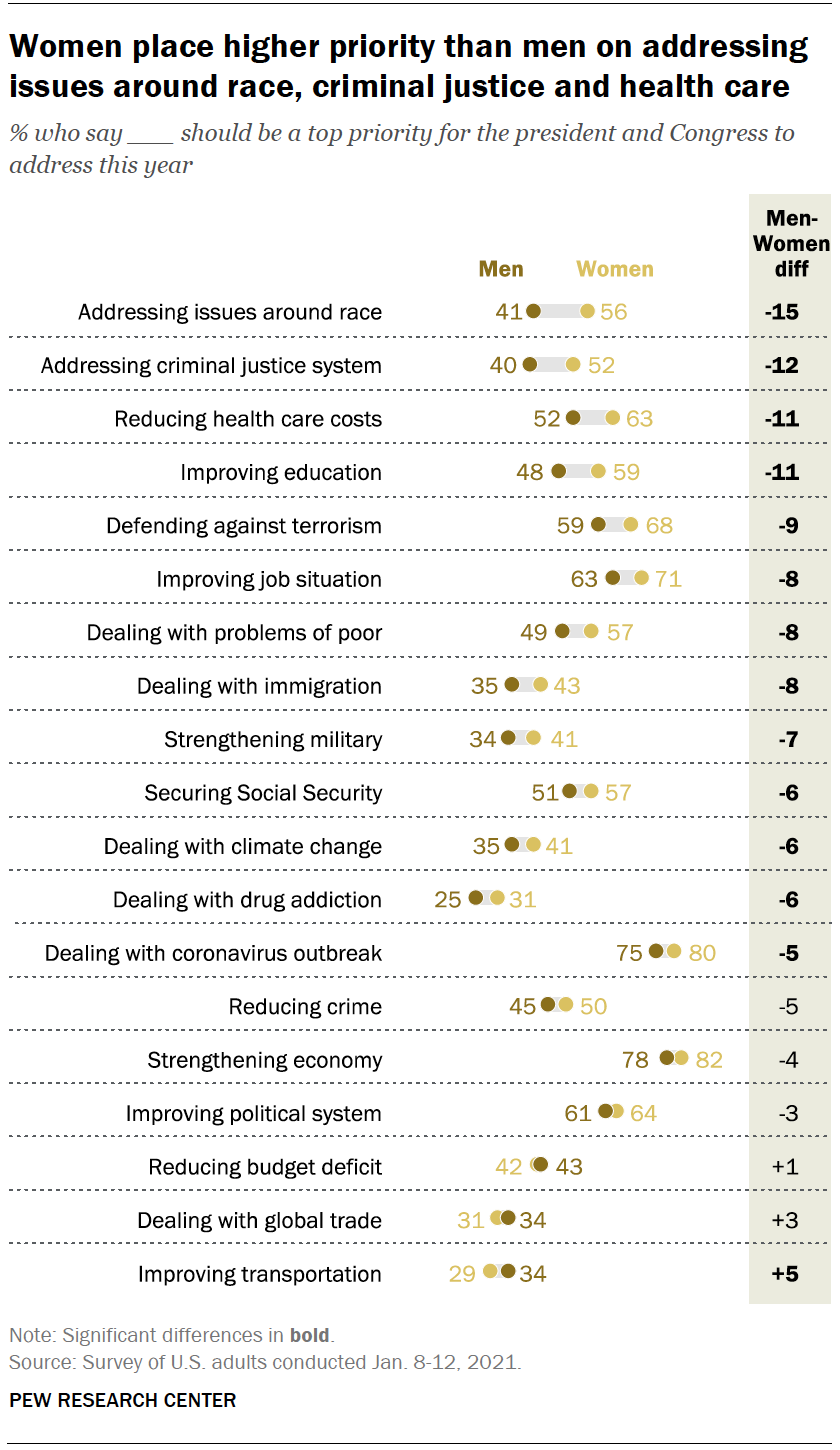 Women place higher priority than men on addressing
issues around race, criminal justice and health care
% who say ___ should be a top priority for the president and Congress to
address this year
Men-
Women
diff
Men Women
Addressing issues around race 41 56 -15
Addressing criminal justice system 40 52 -12
Reducing health care costs 52 63 -11
Improving education 48 59 -11
Defending against terrorism 59 68 -9
Improving job situation 63 71 -8
Dealing with problems of poor 49 57 -8
Dealing with immigration 35 43 -8
Strengthening military 34 41 -7
Securing Social Security 51 57 -6
Dealing with climate change 35 41 -6
Dealing with drug addiction 25 31 -6
Dealing with coronavirus outbreak 75 80 -5
Reducing crime 45 50 -5
Strengthening economy 78 82 -4
Improving political system 61 64 -3
Reducing budget deficit 42 43 +1
Dealing with global trade 31 34 +3
Improving transportation 29 34 +5
Note: Significant differences in bold.
Source: Survey of U.S. adults conducted Jan. 8-12, 2021.
PEW RESEARCH CENTER